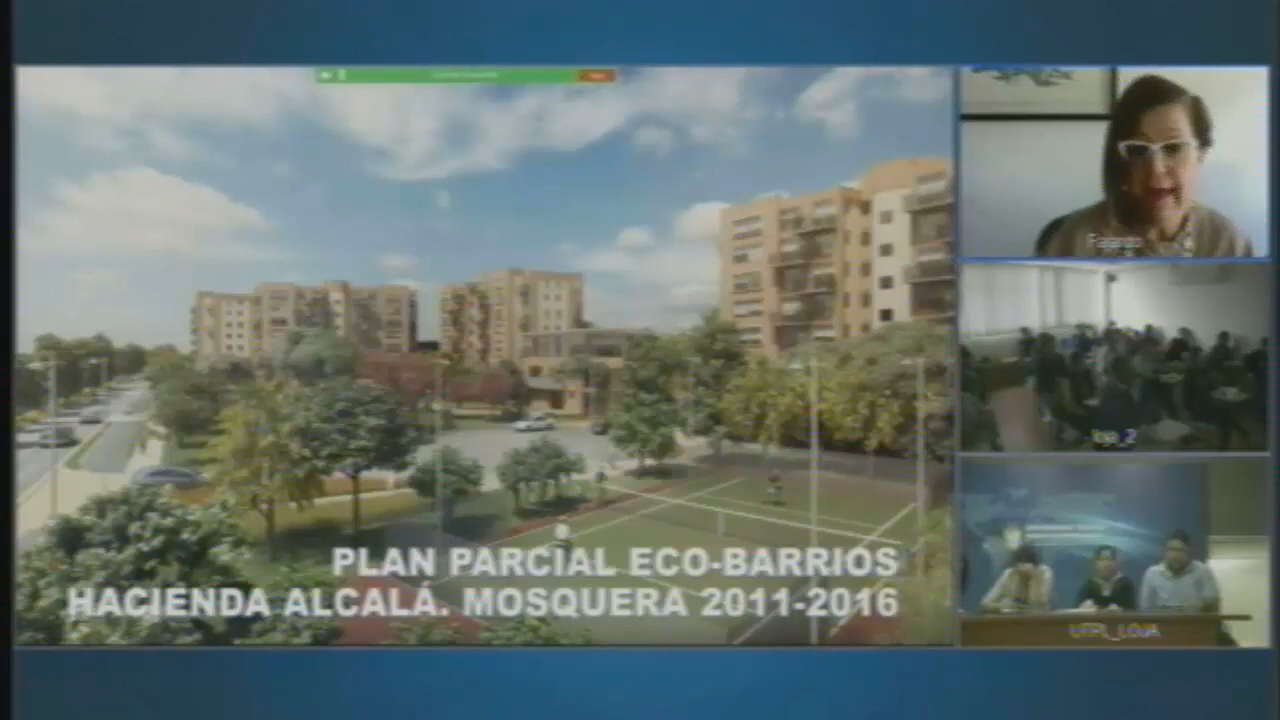 PLAN PARCIAL ECO-BARRIOS
HACIENDA ALCALÁ. MOSQUERA 2011-2016